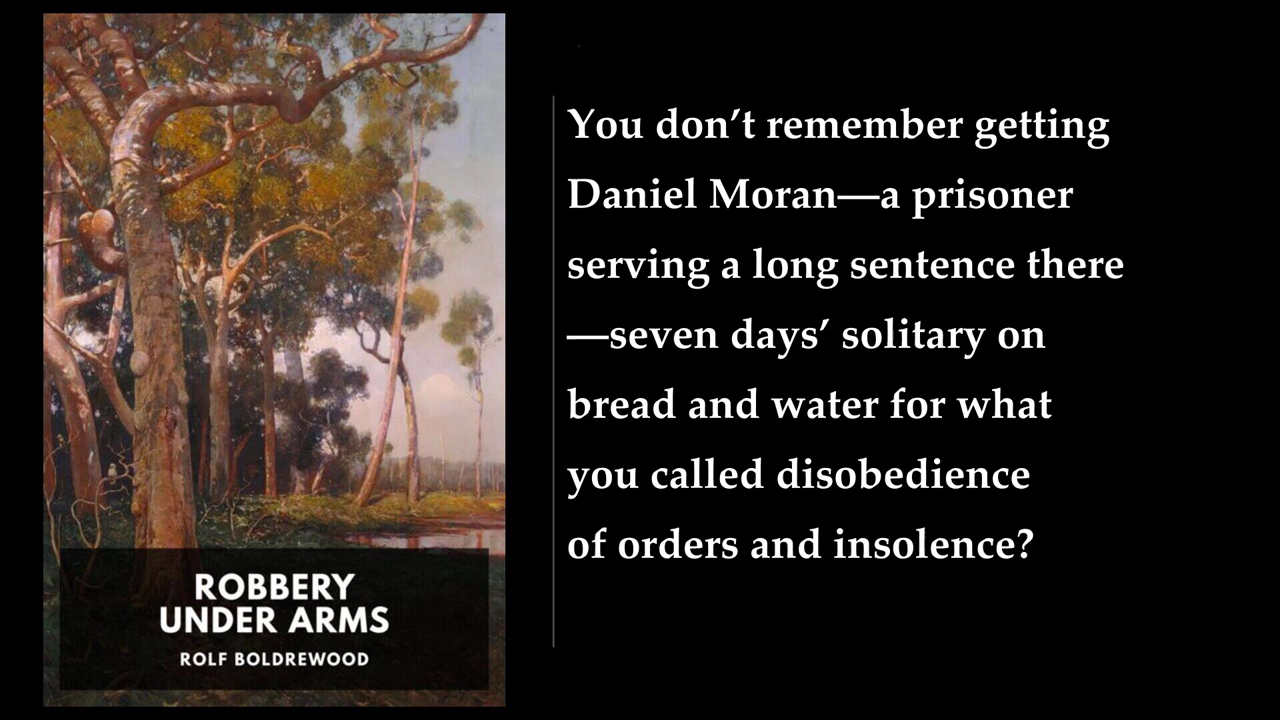 You don’t remember getting
Daniel Moran—a prisoner
serving a long sentence there
—seven days’ solitary on
bread and water for what
you called disobedience
of orders and insolence?
ROBBERY
UNDER ARMS
ROLF BOLDREWOOD